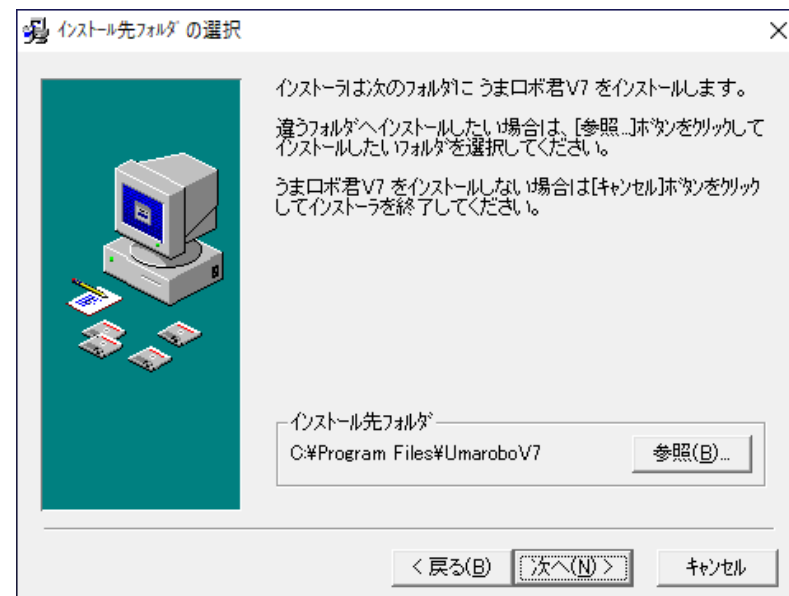 ｲﾝｽﾄｰﾙ先ﾌｫﾙﾀﾞの選択
ｲﾝｽﾄｰﾗは次のﾌｫﾙﾀﾞに うまロボ君V7 をｲﾝｽﾄｰﾙします。
違うﾌｫﾙﾀﾞへｲﾝｽﾄｰﾙしたい場合は、[参照...]ﾎﾞﾀﾝをｸﾘｯｸして
ｲﾝｽﾄｰﾙしたいﾌｫﾙﾀﾞを選択してください。
うまロボ君V7 をｲﾝｽﾄｰﾙしない場合は[ｷｬﾝｾﾙ]ﾎﾞﾀﾝをｸﾘｯｸ
してｲﾝｽﾄｰﾗを終了してください。
ｲﾝｽﾄｰﾙ先ﾌｫﾙﾀﾞ
C:¥Program Files¥UmaroboV7
参照(B)...
< 戻る(B)
次へ(N) >
ｷｬﾝｾﾙ